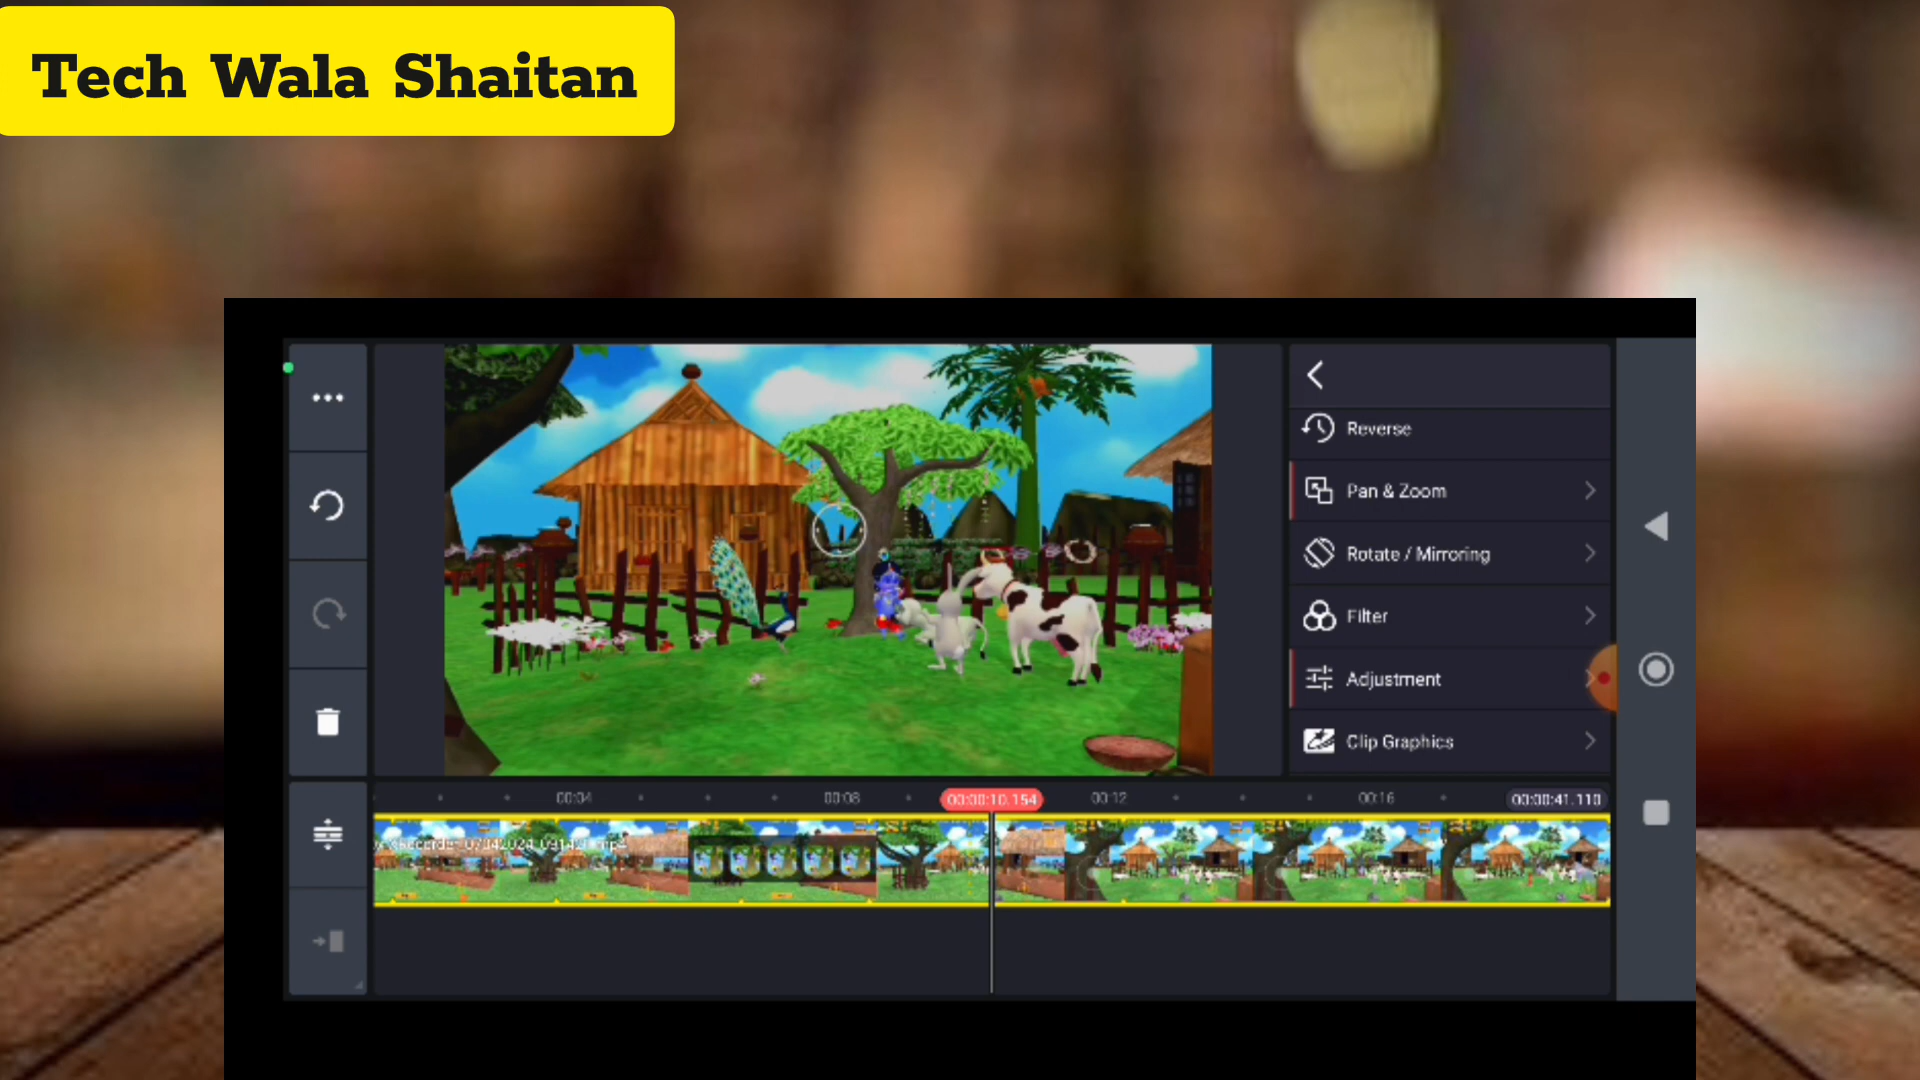 Tech Wala Shaitan
Reverse
Pan & Zoom
Rotate / Mirroring
Filter
Adjustment
Clip Graphics
00:04
00:08
00:00:10.154
00:12
00:16
00:00:41.110